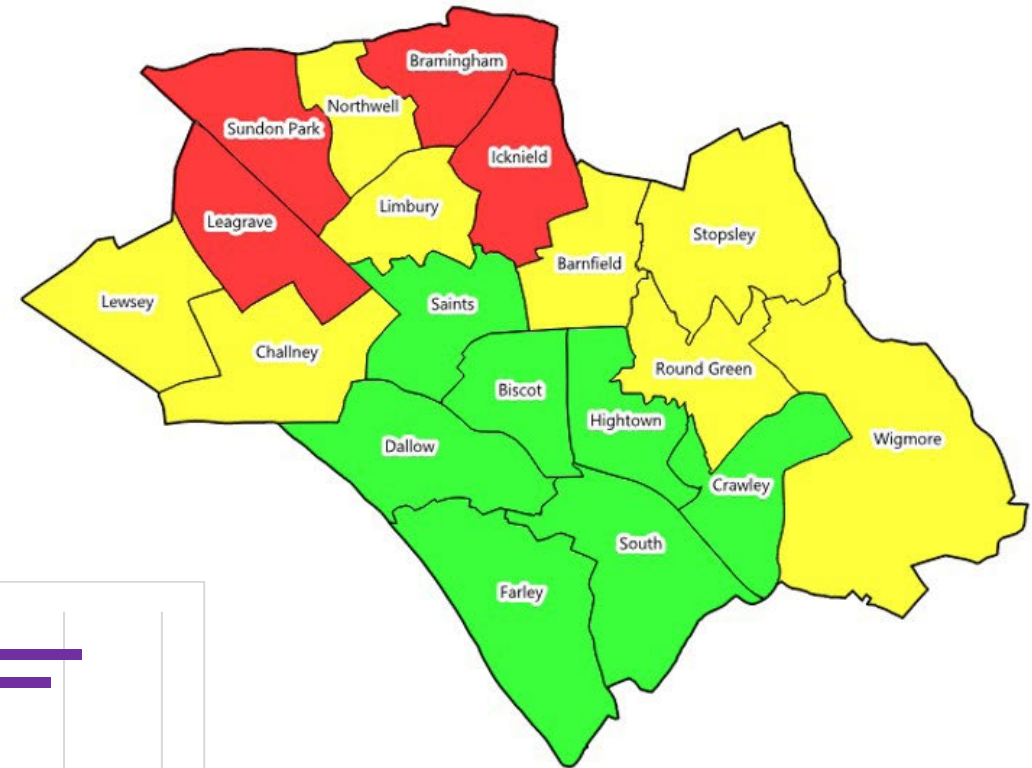 Bramingham
Northwell
Sundon Park
Icknield
Limbury
Leagrave
Stopsley
Barnfield
Lewsey
Saints
Challney
Round Green
Biscot
Hightown
Wigmore
Dallow
Crawley
South
Farley